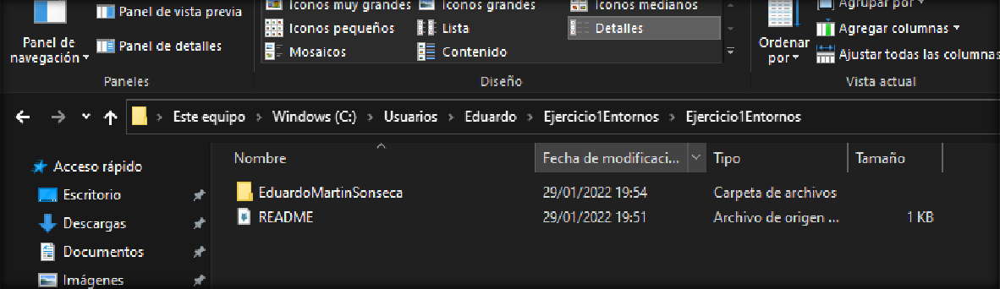 Panel de vista previa
Iconos muy grandes
Iconos grandes
Iconos medianos
Agrupar por
Iconos pequeños
Lista
Detalles
Agregar columnas
Panel de navegación
Panel de detalles
Mosaicos
Contenido
Ordenar por
Ajustar todas las columnas
Paneles
Diseño
Vista actual
Este equipo > Windows (C:) > Usuarios > Eduardo > Ejercicio1Entornos > Ejercicio1Entornos
Nombre
Fecha de modificaci...
Tipo
Tamaño
Acceso rápido
Escritorio
Descargas
Documentos
Imágenes
EduardoMartinSonseca
29/01/2022 19:54
Carpeta de archivos
README
29/01/2022 19:51
Archivo de origen ...
1 KB